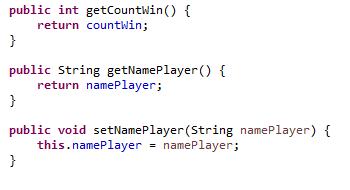 public int getCountWin() {
    return countWin;
}
public String getNamePlayer() {
    return namePlayer;
}
public void setNamePlayer(String namePlayer) {
    this.namePlayer = namePlayer;
}